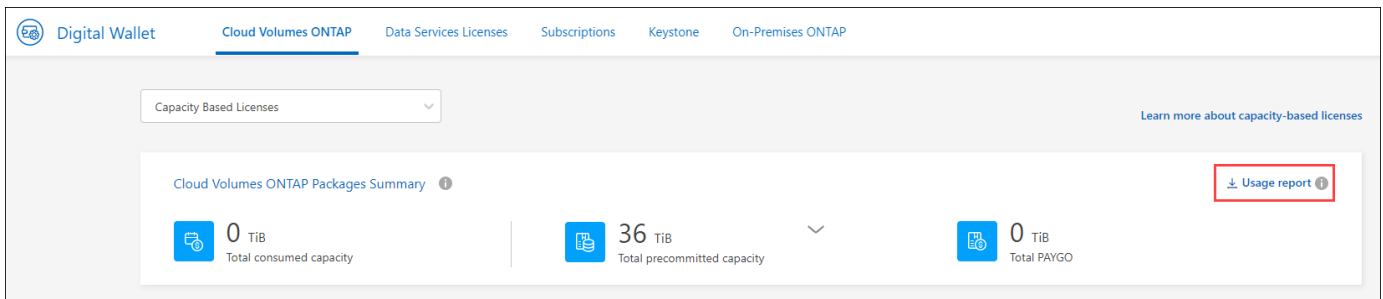 Digital Wallet
Cloud Volumes ONTAP
Data Services Licenses
Subscriptions
Keystone
On-Premises ONTAP
Capacity Based Licenses
Learn more about capacity-based licenses
Cloud Volumes ONTAP Packages Summary
Usage report
0 TiB
Total consumed capacity
36 TiB
Total precommitted capacity
0 TiB
Total PAYGO